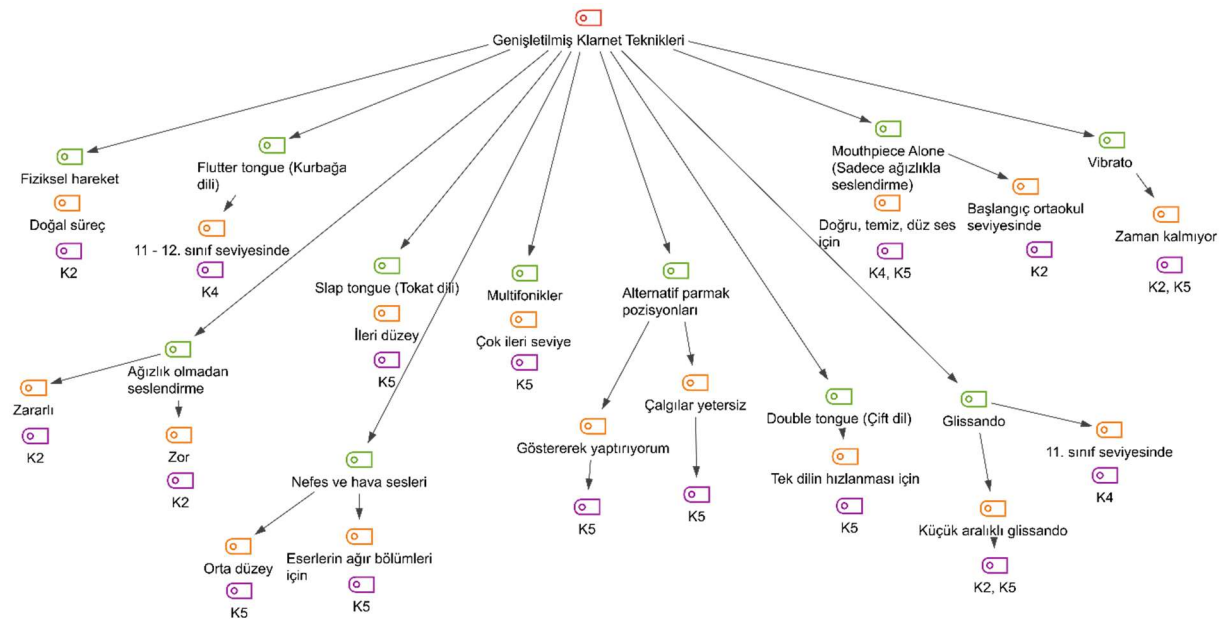 Genişletilmiş Klarnet Teknikleri
Fiziksel hareket
Doğal süreç
K2
Flutter tongue (Kurbağa
dili)
11 - 12. sınıf seviyesinde
K4
Slap tongue (Tokat dili)
İleri düzey
K5
Multifonikler
Çok ileri seviye
K5
Alternatif parmak
pozisyonları
Göstererek yaptırıyorum
K5
Çalgılar yetersiz
K5
Mouthpiece Alone
(Sadece ağızlıkla
seslendirme)
Doğru, temiz, düz ses
için
K4, K5
Başlangıç ortaokul
seviyesinde
K2
Vibrato
Zaman kalmıyor
K2, K5
Ağızlık olmadan
seslendirme
Zararlı
K2
Zor
K2
Nefes ve hava sesleri
Orta düzey
K5
Eserlerin ağır bölümleri
için
K5
Double tongue (Çift dil)
Tek dilin hızlanması için
K5
Glissando
11. sınıf seviyesinde
K4
Küçük aralıklı glissando
K2, K5